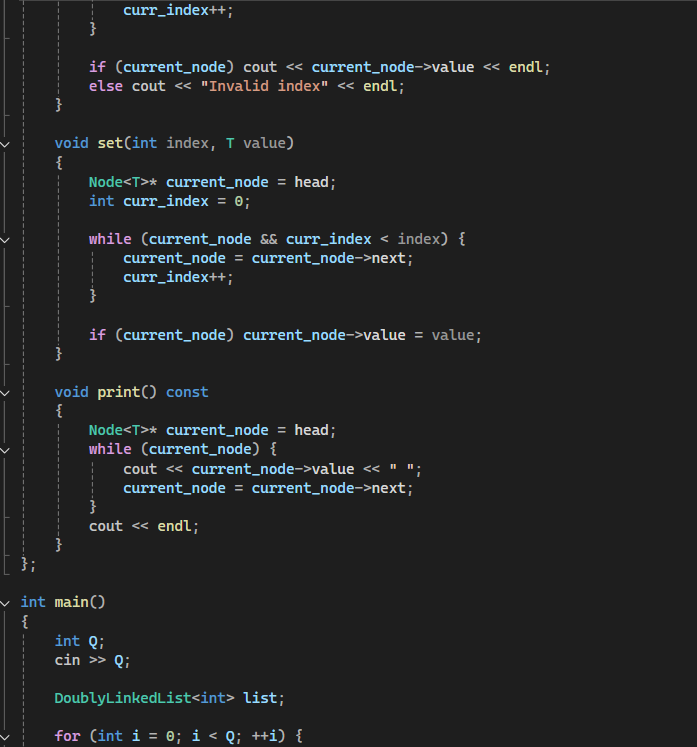 curr_index++;
        }

        if (current_node) cout << current_node->value << endl;
        else cout << "Invalid index" << endl;
    }

    void set(int index, T value)
    {
        Node<T>* current_node = head;
        int curr_index = 0;

        while (current_node && curr_index < index) {
            current_node = current_node->next;
            curr_index++;
        }

        if (current_node) current_node->value = value;
    }

    void print() const
    {
        Node<T>* current_node = head;
        while (current_node) {
            cout << current_node->value << " ";
            current_node = current_node->next;
        }
        cout << endl;
    }
};

int main()
{
    int Q;
    cin >> Q;

    DoublyLinkedList<int> list;

    for (int i = 0; i < Q; ++i) {